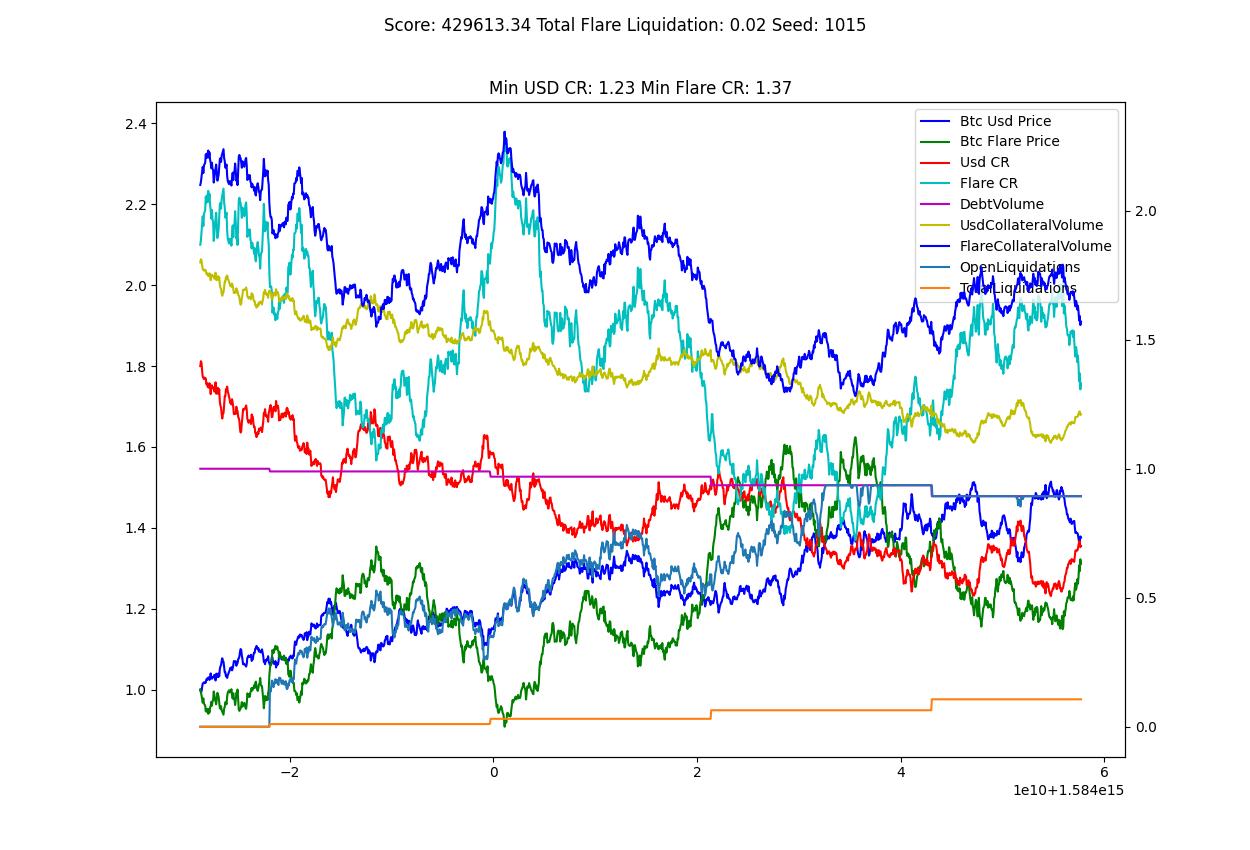 Score: 429613.34 Total Flare Liquidation: 0.02 Seed: 1015
Min USD CR: 1.23 Min Flare CR: 1.37
Btc Usd Price
Btc Flare Price
Usd CR
Flare CR
DebtVolume
UsdCollateralVolume
FlareCollateralVolume
OpenLiquidations
TotalLiquidations
2.4
2.2
2.0
1.8
1.6
1.4
1.2
1.0
2.0
1.5
1.0
0.5
0.0
−2
0
2
4
6
1e10+1.584e15